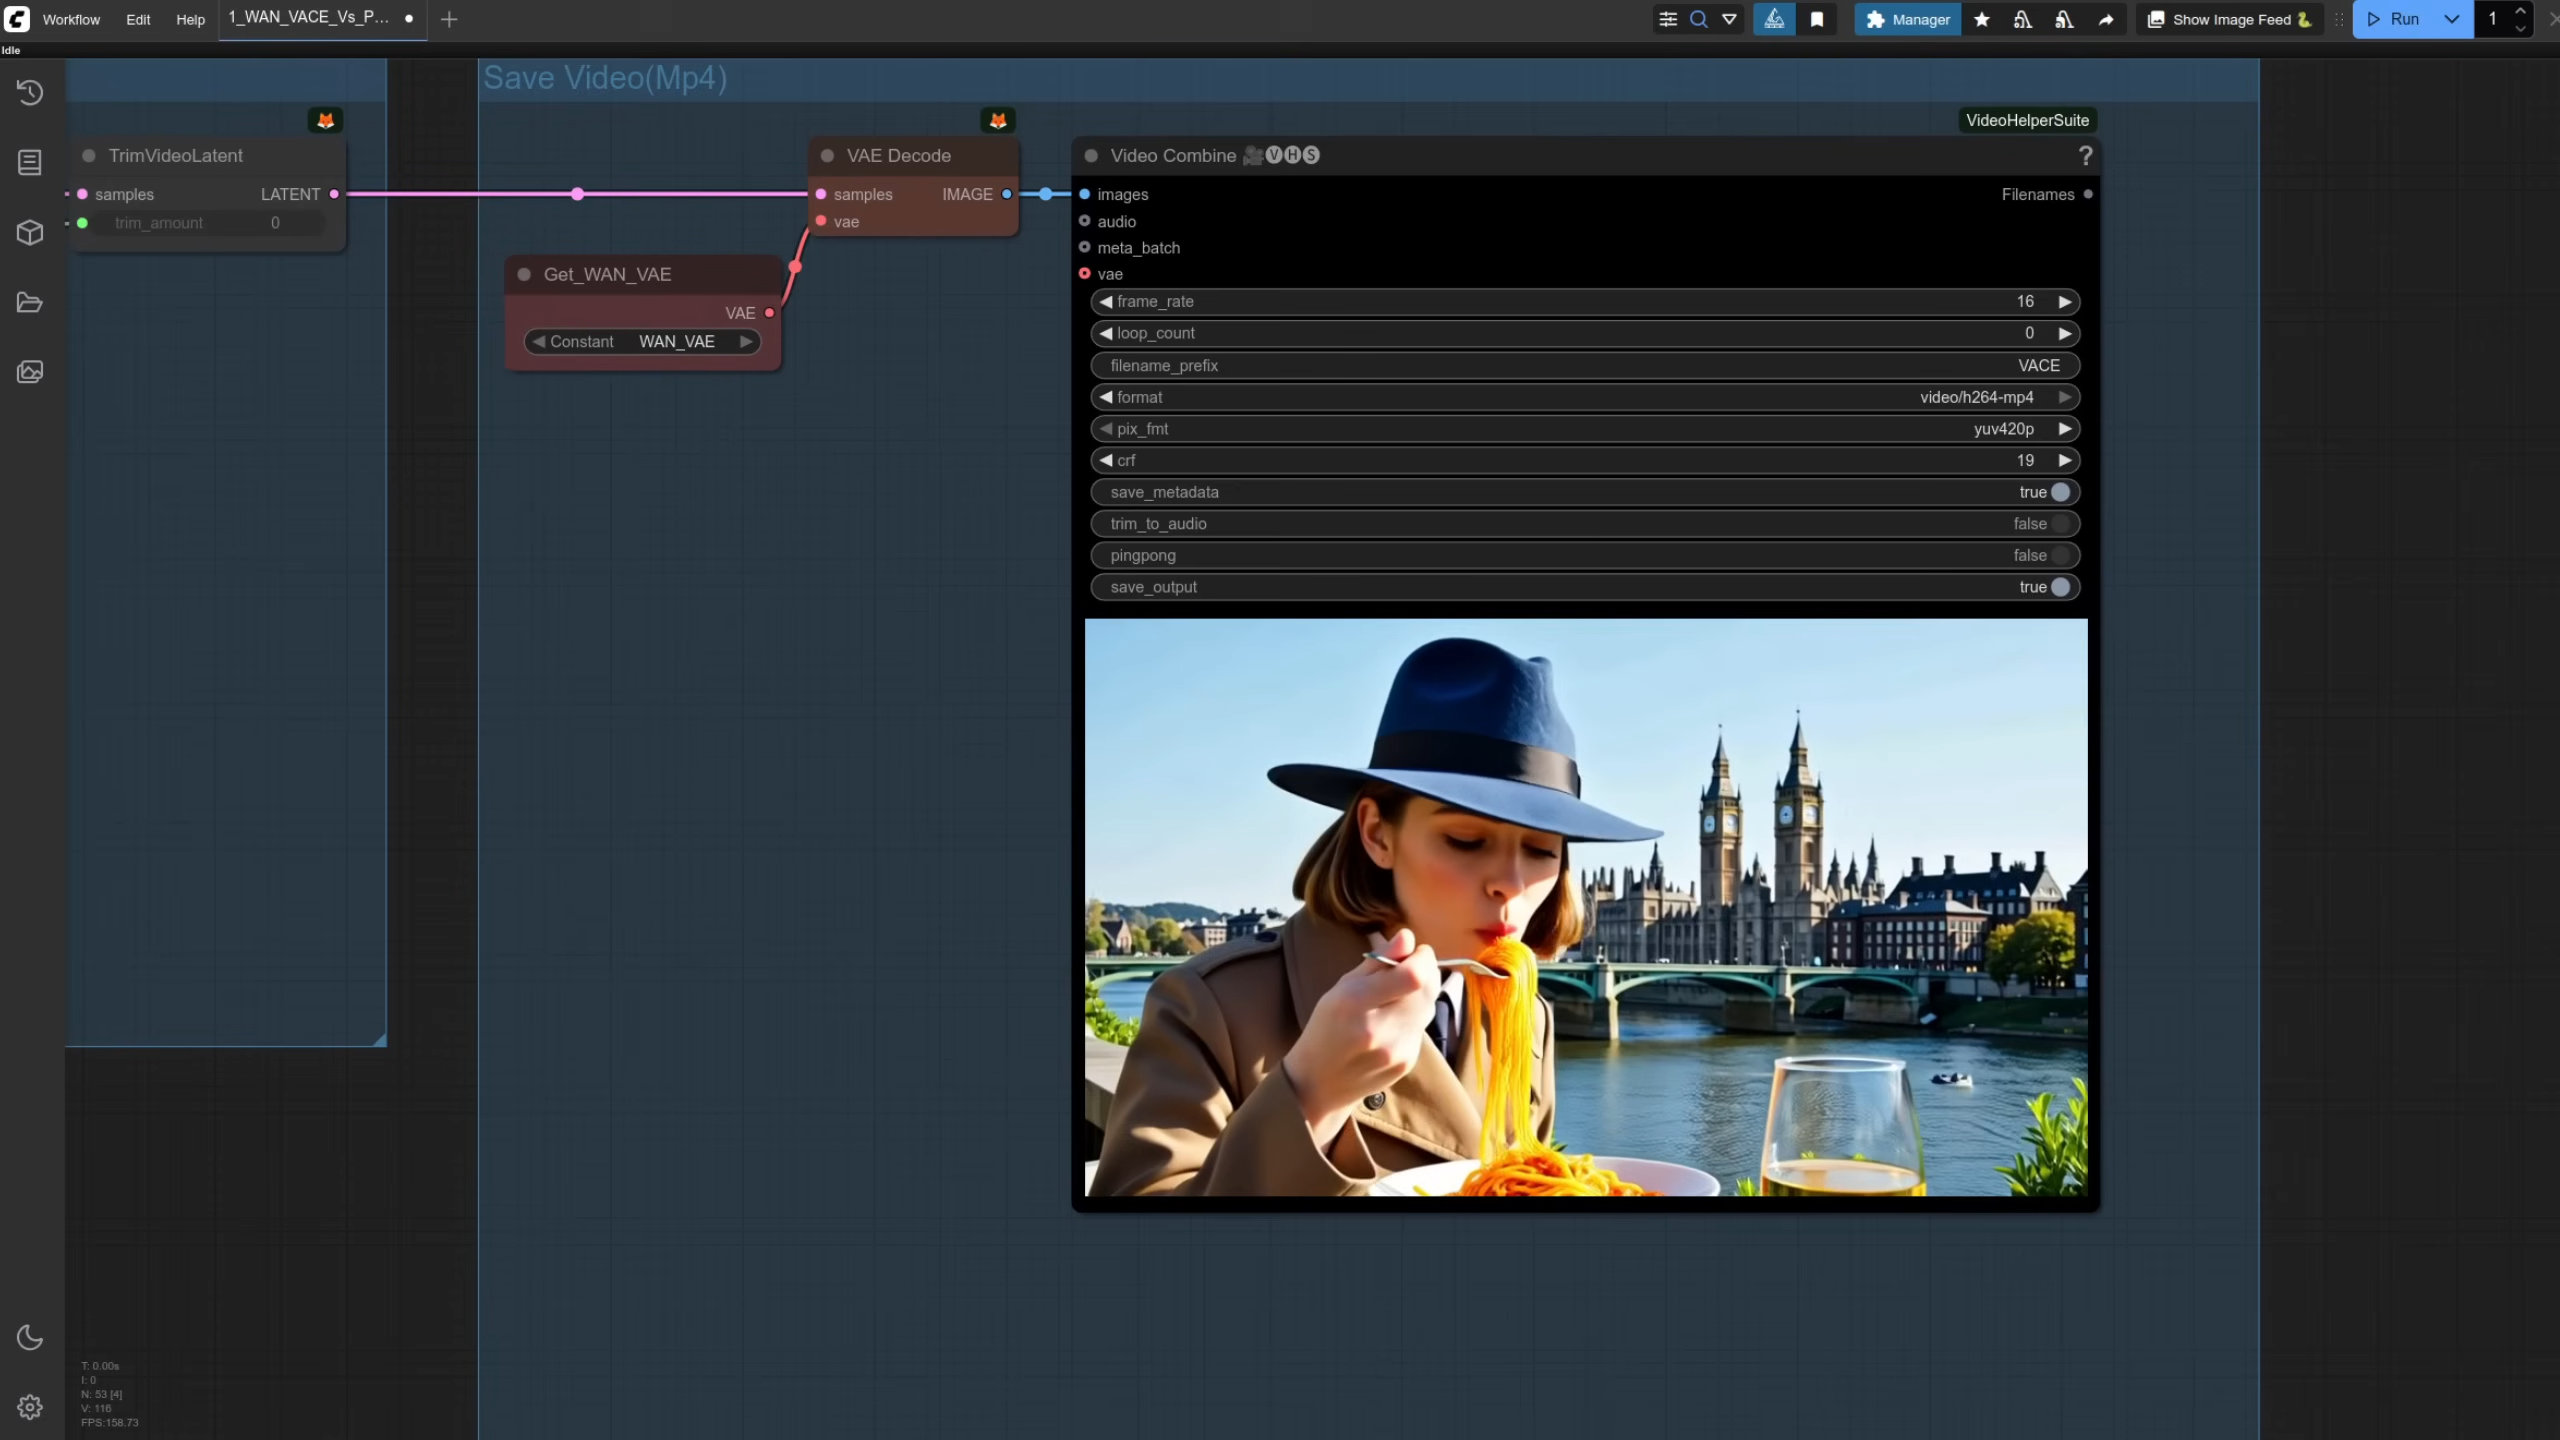 Workflow Edit Help 1_WAN_VACE_Vs_P... Manager Show Image Feed Run 1
Idle
Save Video(Mp4)
VideoHelperSuite
TrimVideoLatent
samples LATENT
trim_amount 0
VAE Decode
samples IMAGE
vae
Get_WAN_VAE
VAE
Constant WAN_VAE
Video Combine 🎥🅥🅗🅢 ?
images Filenames
audio
meta_batch
vae
frame_rate 16
loop_count 0
filename_prefix VACE
format video/h264-mp4
pix_fmt yuv420p
crf 19
save_metadata true
trim_to_audio false
pingpong false
save_output true
T: 0.00s
I: 0
N: 53 [4]
V: 116
FPS:158.73